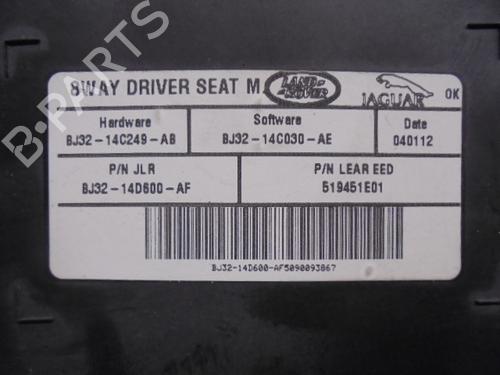 8WAY DRIVER SEAT M LAND ROVER JAGUAR OK
Hardware Software Date
BJ32-14C249-AB BJ32-14C030-AE 040112
P/N JLR P/N LEAR EED
BJ32-14D600-AF 519451E01
BJ32-14D600-AF5090093867
B-PARTS